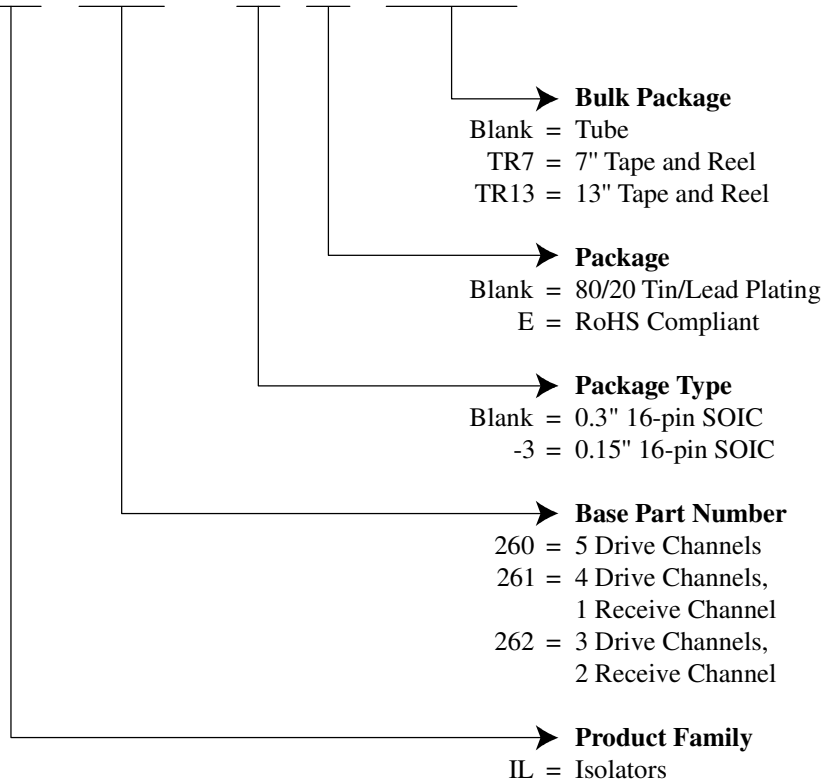 Bulk Package
Blank = Tube
TR7 = 7" Tape and Reel
TR13 = 13" Tape and Reel
Package
Blank = 80/20 Tin/Lead Plating
E = RoHS Compliant
Package Type
Blank = 0.3" 16-pin SOIC
-3 = 0.15" 16-pin SOIC
Base Part Number
260 = 5 Drive Channels
261 = 4 Drive Channels,
1 Receive Channel
262 = 3 Drive Channels,
2 Receive Channel
Product Family
IL = Isolators